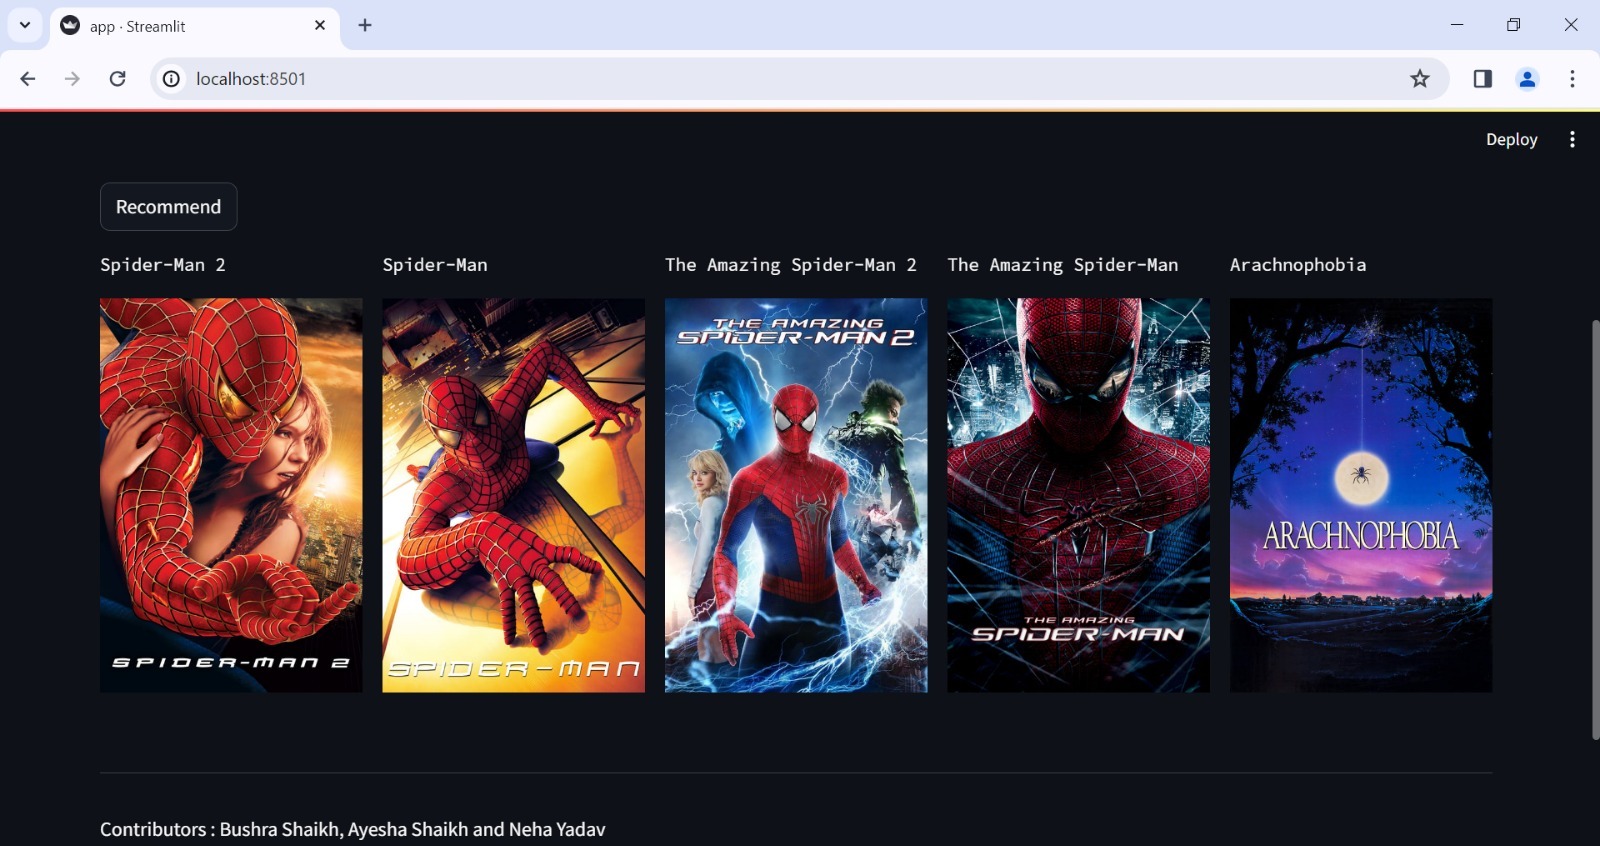 app · Streamlit
localhost:8501
Deploy
Recommend
Spider-Man 2
Spider-Man
The Amazing Spider-Man 2
The Amazing Spider-Man
Arachnophobia
SPIDER-MAN 2
SPIDER-MAN
THE AMAZING
SPIDER-MAN 2
THE AMAZING
SPIDER-MAN
ARACHNOPHOBIA
Contributors : Bushra Shaikh, Ayesha Shaikh and Neha Yadav